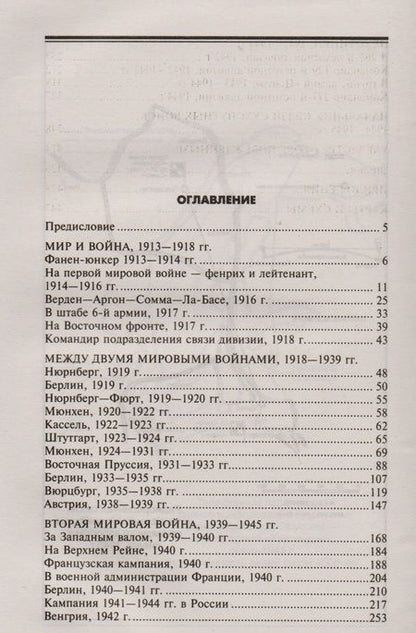 ОГЛАВЛЕНИЕ
Предисловие 5
МИР И ВОЙНА, 1913—1918 гг.
Фанен-юнкер 1913—1914 гг. 6
На первой мировой войне — фенрих и лейтенант,
1914—1916 гг. 11
Верден—Аргон—Сомма—Ла-Басе, 1916 г. 25
В штабе 6-й армии, 1917 г. 33
На Восточном фронте, 1917 г. 39
Командир подразделения связи дивизии, 1918 г. 43
МЕЖДУ ДВУМЯ МИРОВЫМИ ВОЙНАМИ, 1918—1939 гг.
Нюрнберг, 1919 г. 48
Берлин, 1919 г. 50
Нюрнберг—Фюрт, 1919—1920 гг. 55
Мюнхен, 1920—1922 гг. 58
Кассель, 1922—1923 гг. 62
Штутгарт, 1923—1924 гг. 65
Мюнхен, 1924—1931 гг. 69
Восточная Пруссия, 1931—1933 гг. 88
Берлин, 1933—1935 гг. 107
Вюрцбург, 1935—1938 гг. 119
Австрия, 1938—1939 гг. 147
ВТОРАЯ МИРОВАЯ ВОЙНА, 1939—1945 гг.
За Западным валом, 1939—1940 гг. 168
На Верхнем Рейне, 1940 г. 184
Французская кампания, 1940 г. 188
В военной администрации Франции, 1940 г. 204
Берлин, 1940—1941 гг. 210
Кампания 1941—1944 гг. в России 217
Венгрия, 1942 г. 253